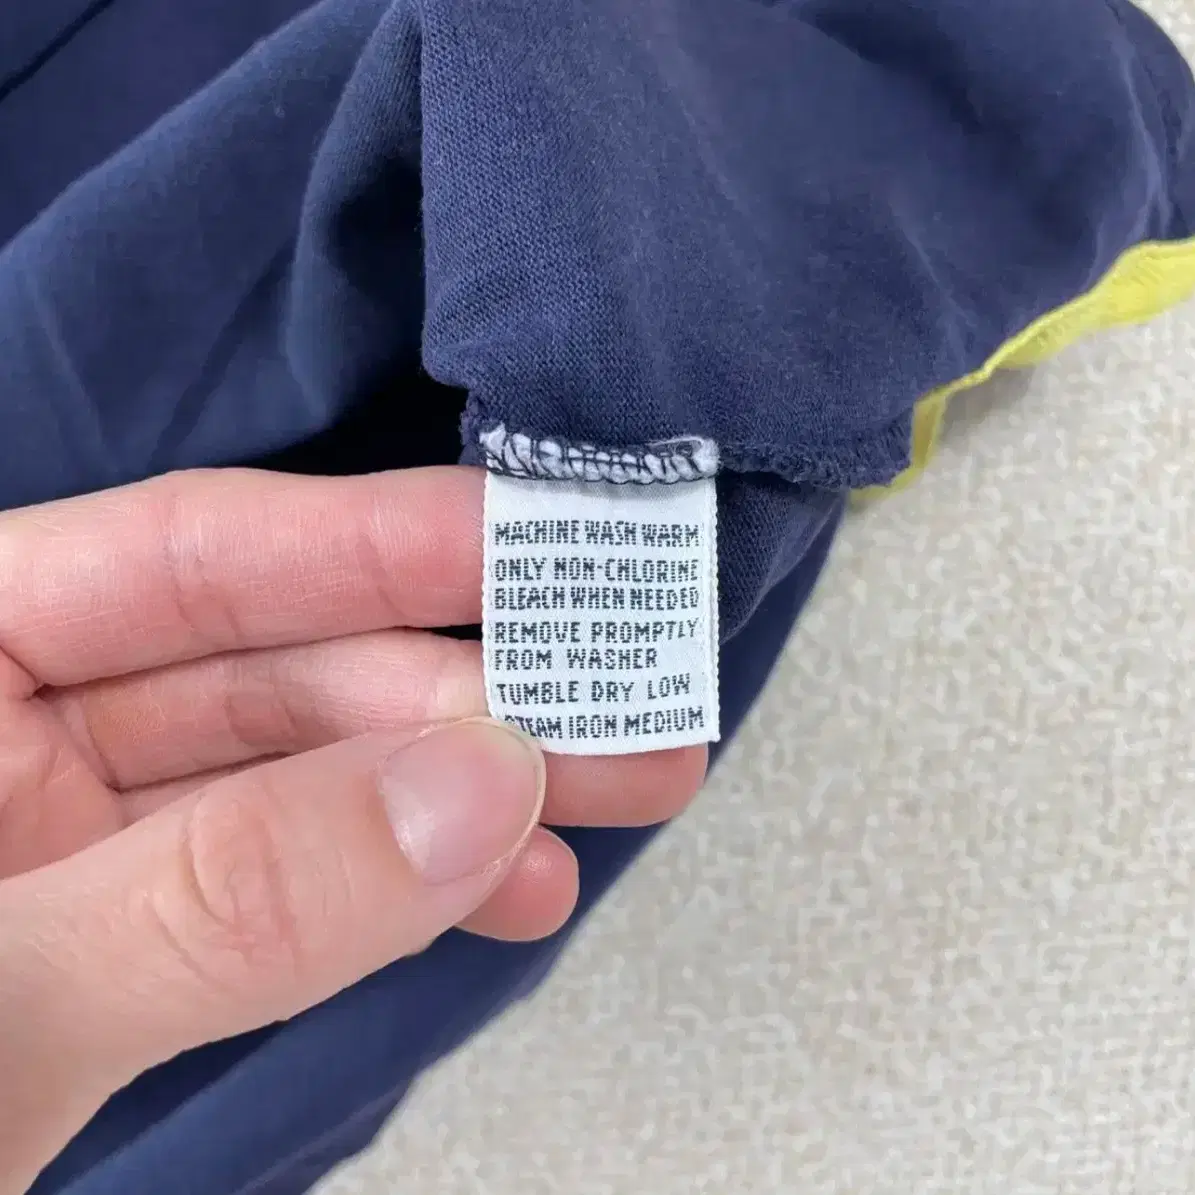 MACHINE WASH WARM
ONLY NON-CHLORINE
BLEACH WHEN NEEDED
REMOVE PROMPTLY
FROM WASHER
TUMBLE DRY LOW
STEAM IRON MEDIUM